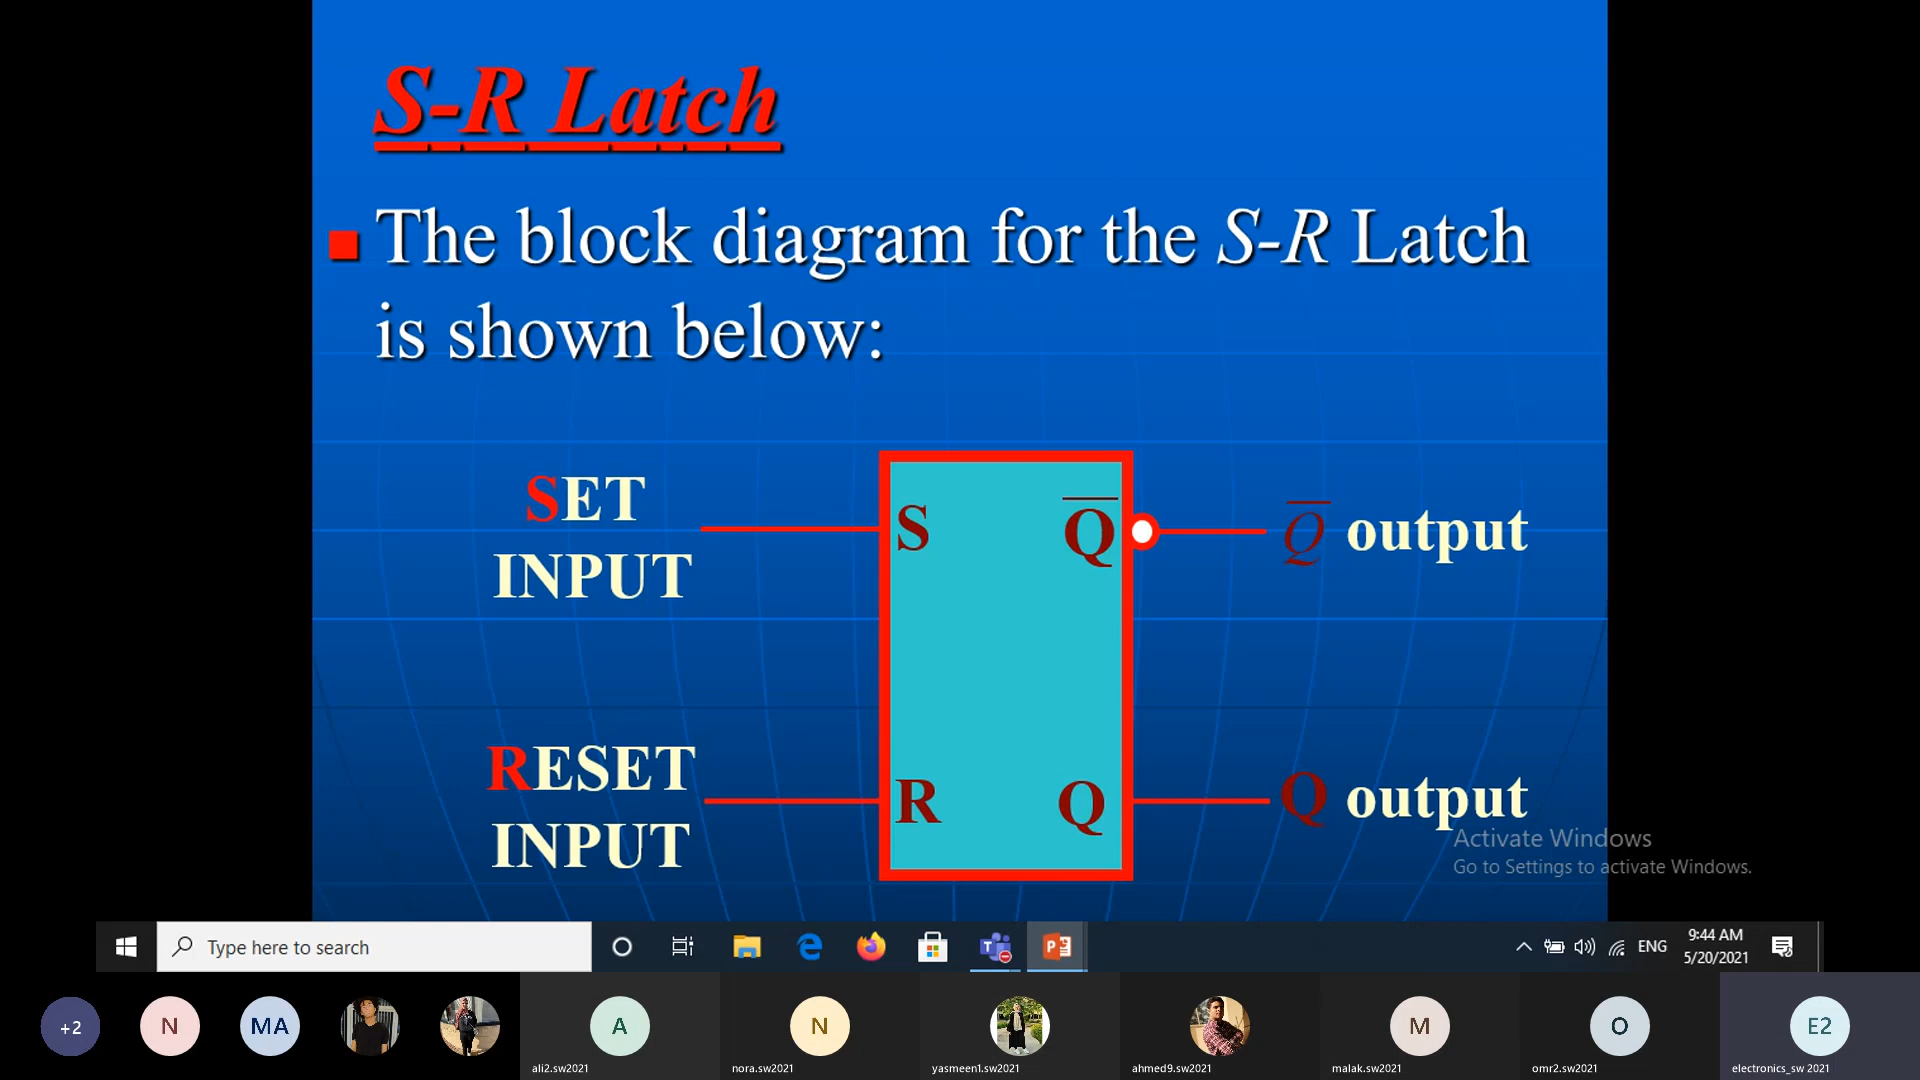 S-R Latch
The block diagram for the S-R Latch
is shown below:
SET
INPUT
S
Q̅
Q̅ output
RESET
INPUT
R
Q
Q output
Activate Windows
Go to Settings to activate Windows.
Type here to search
ENG
9:44 AM
5/20/2021
+2
N
MA
A
N
M
O
E2
ali2.sw2021
nora.sw2021
yasmeen1.sw2021
ahmed9.sw2021
malak.sw2021
omr2.sw2021
electronics_sw 2021